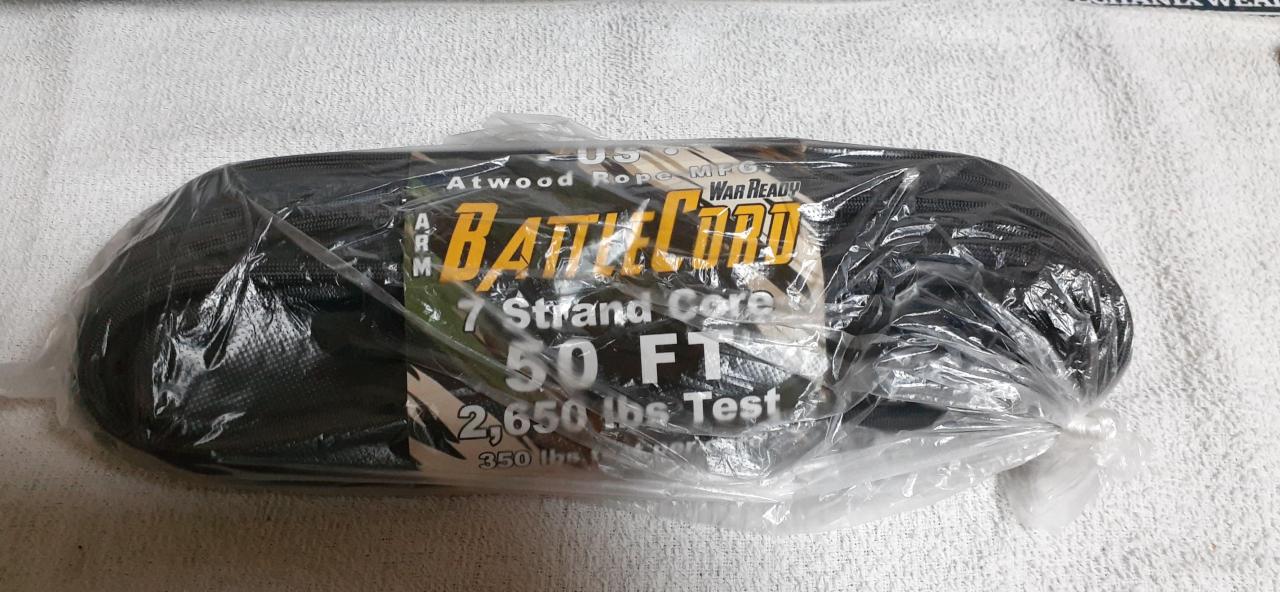 US
Atwood Rope MFG.
WAR READY
ARM
BATTLECORD
7 Strand Core
50 FT
2,650 lbs Test
350 lbs